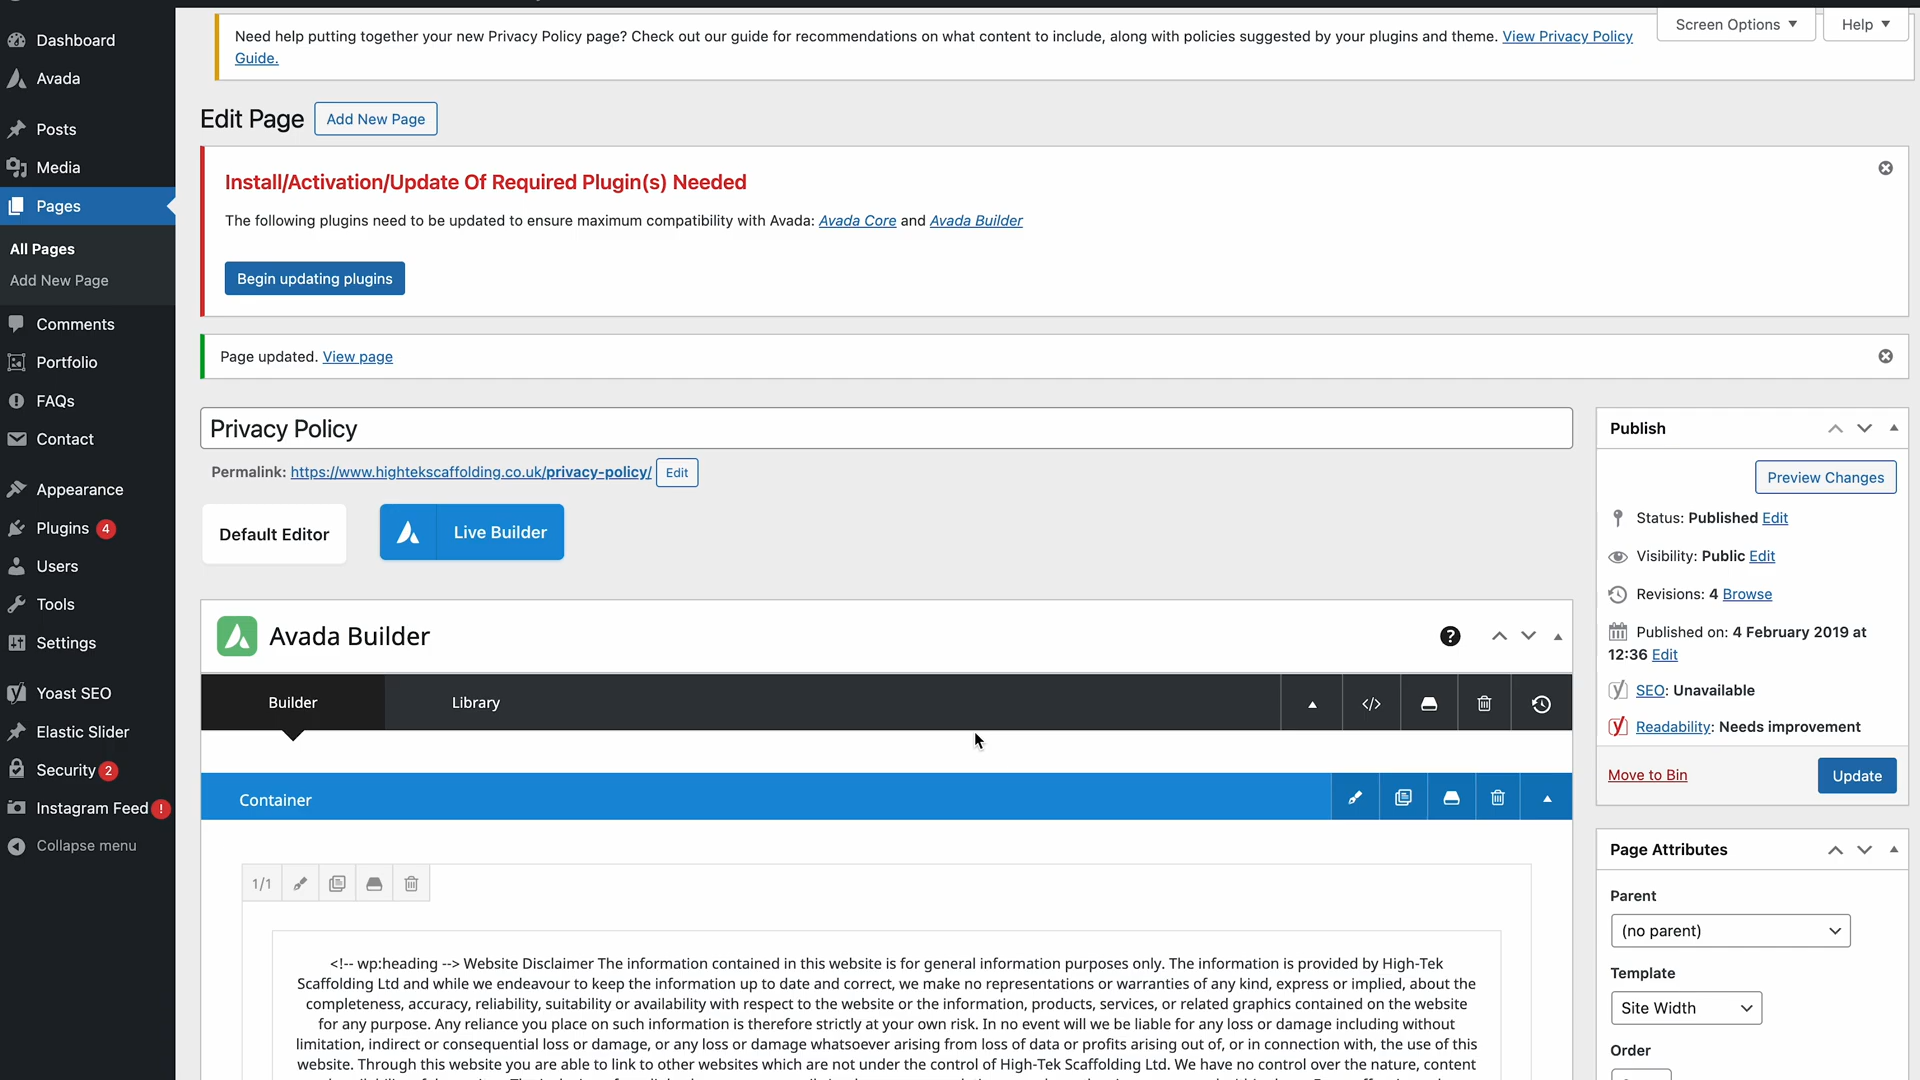 Dashboard
Avada
Posts
Media
Pages
All Pages
Add New Page
Comments
Portfolio
FAQs
Contact
Appearance
Plugins 4
Users
Tools
Settings
Yoast SEO
Elastic Slider
Security 2
Instagram Feed !
Collapse menu
Screen Options
Help
Need help putting together your new Privacy Policy page? Check out our guide for recommendations on what content to include, along with policies suggested by your plugins and theme. View Privacy Policy
Guide.
Edit Page Add New Page
Install/Activation/Update Of Required Plugin(s) Needed
The following plugins need to be updated to ensure maximum compatibility with Avada: Avada Core and Avada Builder
Begin updating plugins
Page updated. View page
Privacy Policy
Permalink: https://www.hightekscaffolding.co.uk/privacy-policy/ Edit
Default Editor
Live Builder
Avada Builder
?
Builder
Library
</>
Container
1/1
<!-- wp:heading --> Website Disclaimer The information contained in this website is for general information purposes only. The information is provided by High-Tek
Scaffolding Ltd and while we endeavour to keep the information up to date and correct, we make no representations or warranties of any kind, express or implied, about the
completeness, accuracy, reliability, suitability or availability with respect to the website or the information, products, services, or related graphics contained on the website
for any purpose. Any reliance you place on such information is therefore strictly at your own risk. In no event will we be liable for any loss or damage including without
limitation, indirect or consequential loss or damage, or any loss or damage whatsoever arising from loss of data or profits arising out of, or in connection with, the use of this
website. Through this website you are able to link to other websites which are not under the control of High-Tek Scaffolding Ltd. We have no control over the nature, content
Publish
Preview Changes
Status: Published Edit
Visibility: Public Edit
Revisions: 4 Browse
Published on: 4 February 2019 at
12:36 Edit
SEO: Unavailable
Readability: Needs improvement
Move to Bin
Update
Page Attributes
Parent
(no parent)
Template
Site Width
Order